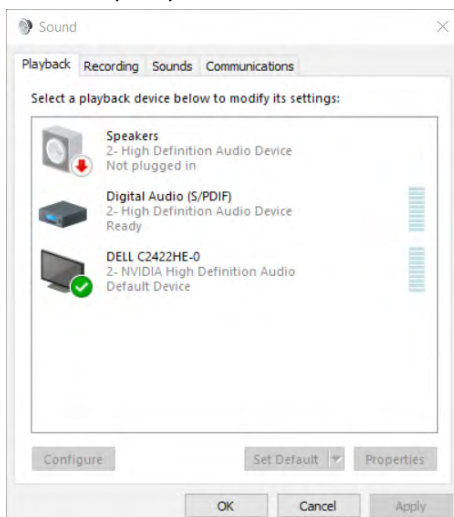 Sound
Playback Recording Sounds Communications
Select a playback device below to modify its settings:
Speakers
2- High Definition Audio Device
Not plugged in
Digital Audio (S/PDIF)
2- High Definition Audio Device
Ready
DELL C2422HE-0
2- NVIDIA High Definition Audio
Default Device
Configure Set Default Properties
OK Cancel Apply